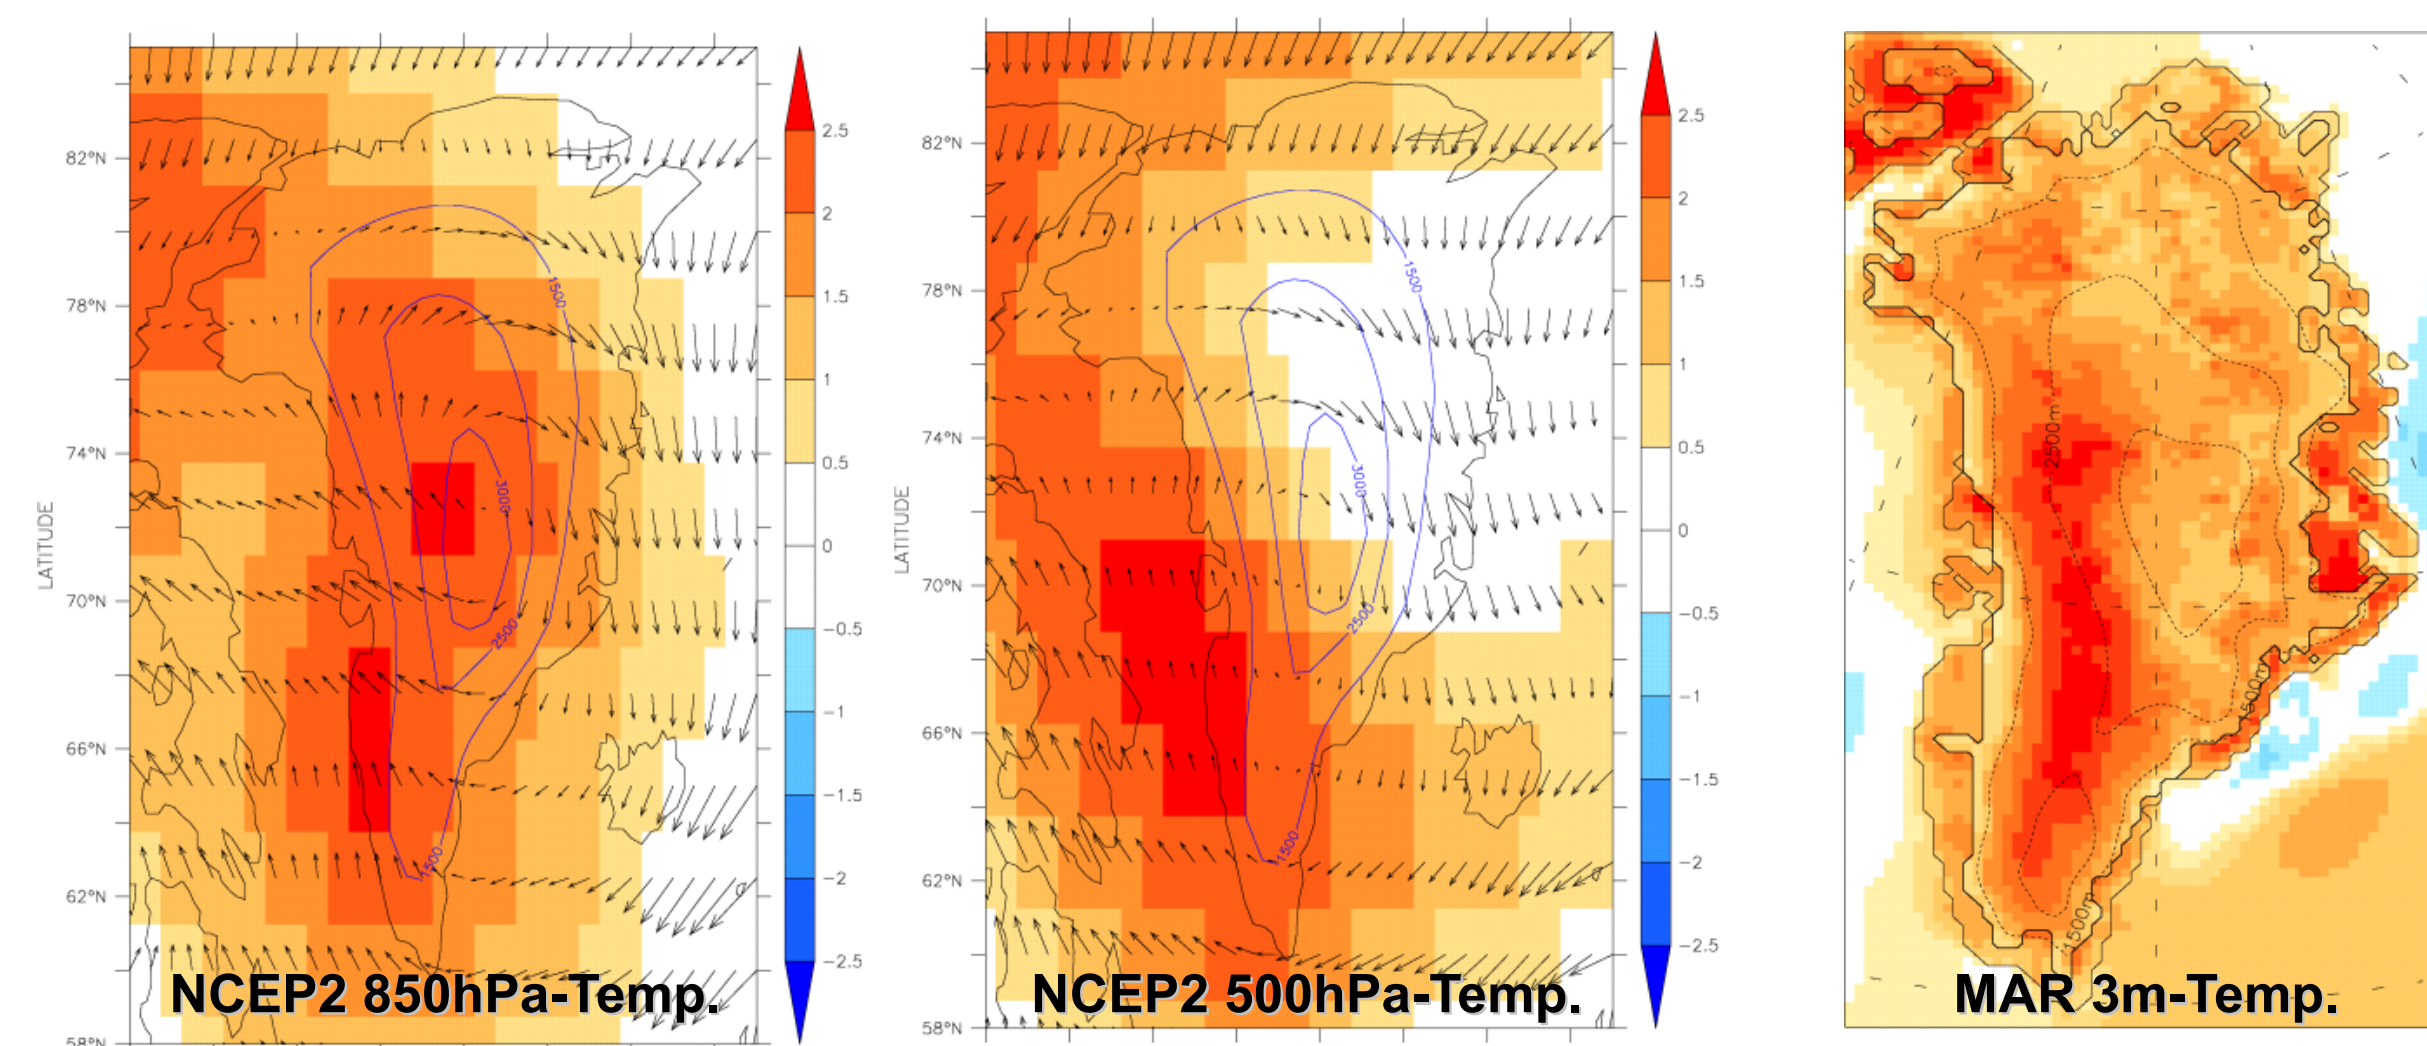 LATITUDE
82°N
78°N
74°N
70°N
66°N
62°N
58°N
1500
3000
2500
1500
2.5
2
1.5
1
0.5
0
−0.5
−1
−1.5
−2
−2.5
NCEP2 850hPa-Temp.
LATITUDE
82°N
78°N
74°N
70°N
66°N
62°N
58°N
1500
3000
2500
1500
2.5
2
1.5
1
0.5
0
−0.5
−1
−1.5
−2
−2.5
NCEP2 500hPa-Temp.
2500m
1500m
1500m
MAR 3m-Temp.